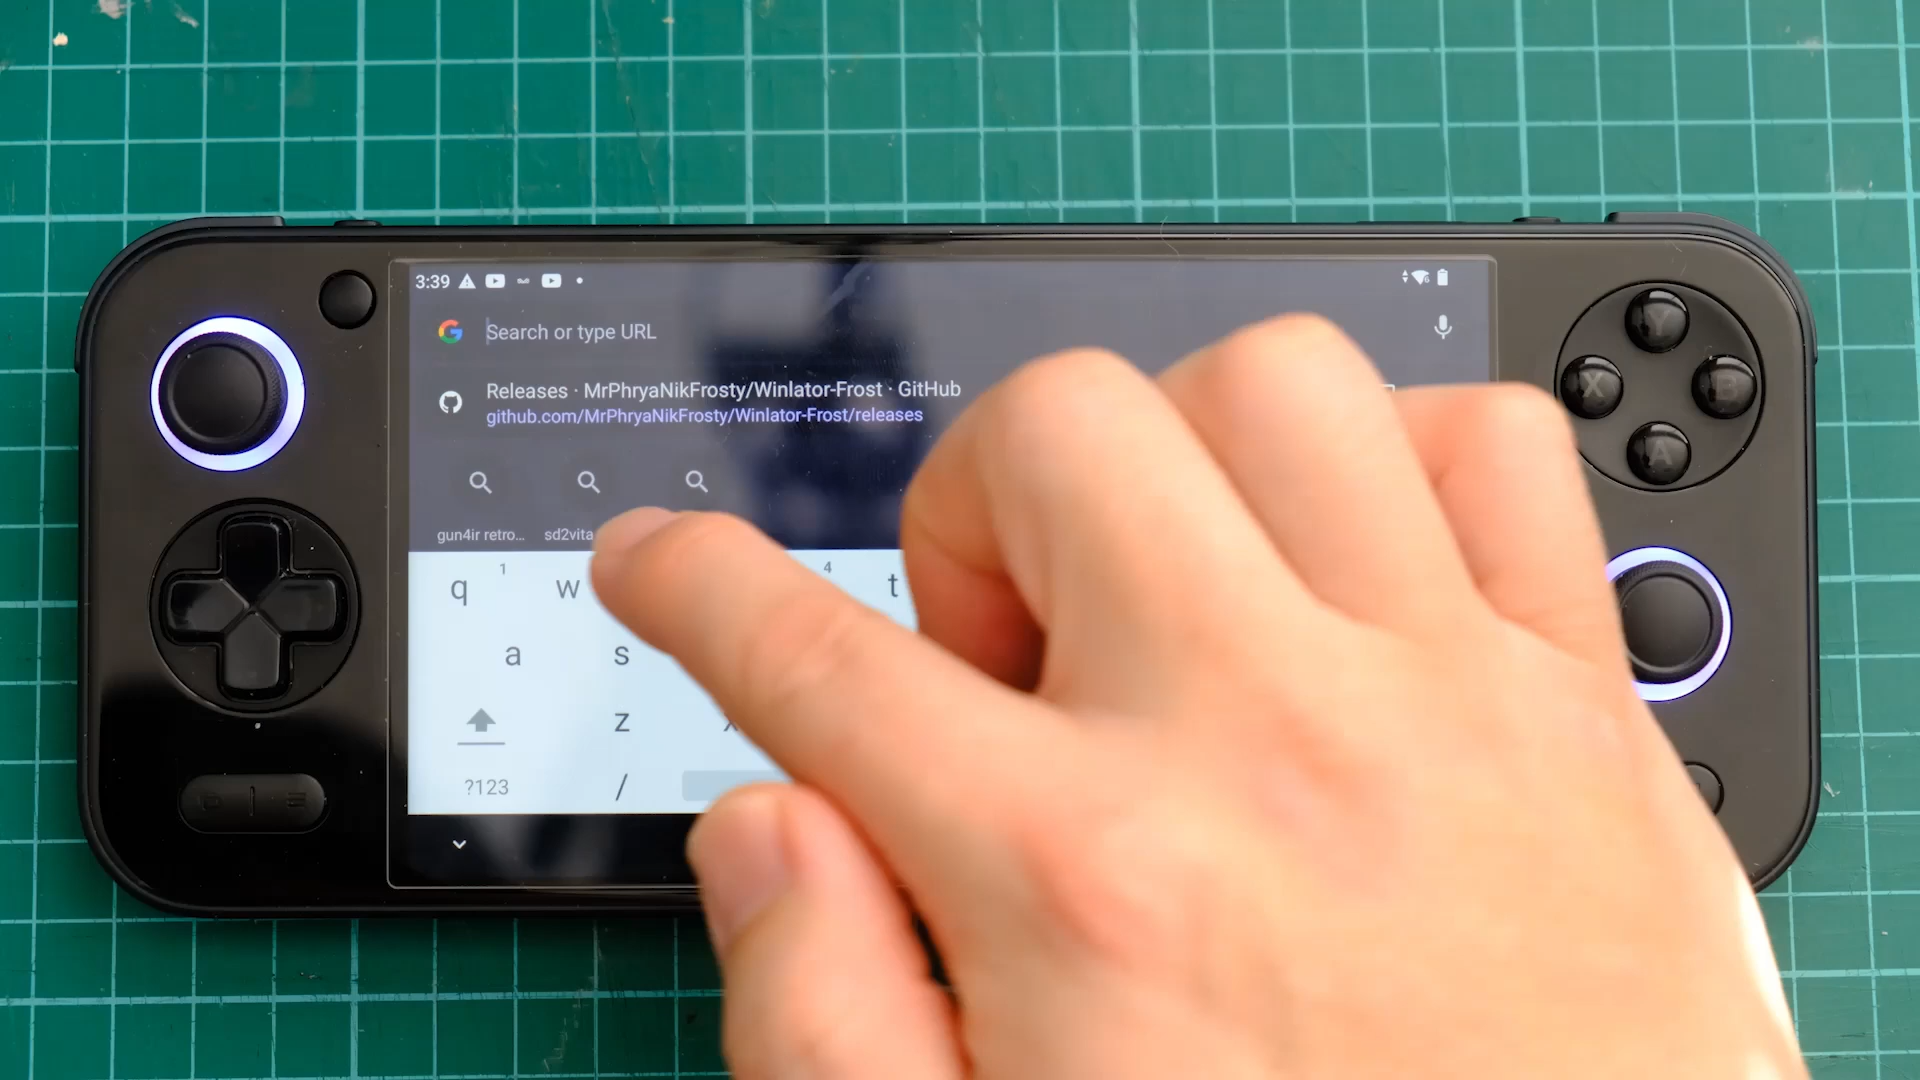 3:39
Search or type URL
Releases · MrPhryaNikFrosty/Winlator-Frost · GitHub
github.com/MrPhryaNikFrosty/Winlator-Frost/releases
gun4ir retro... sd2vita
1 4
q w t
a s
z x
?123 /
Y
X B
A